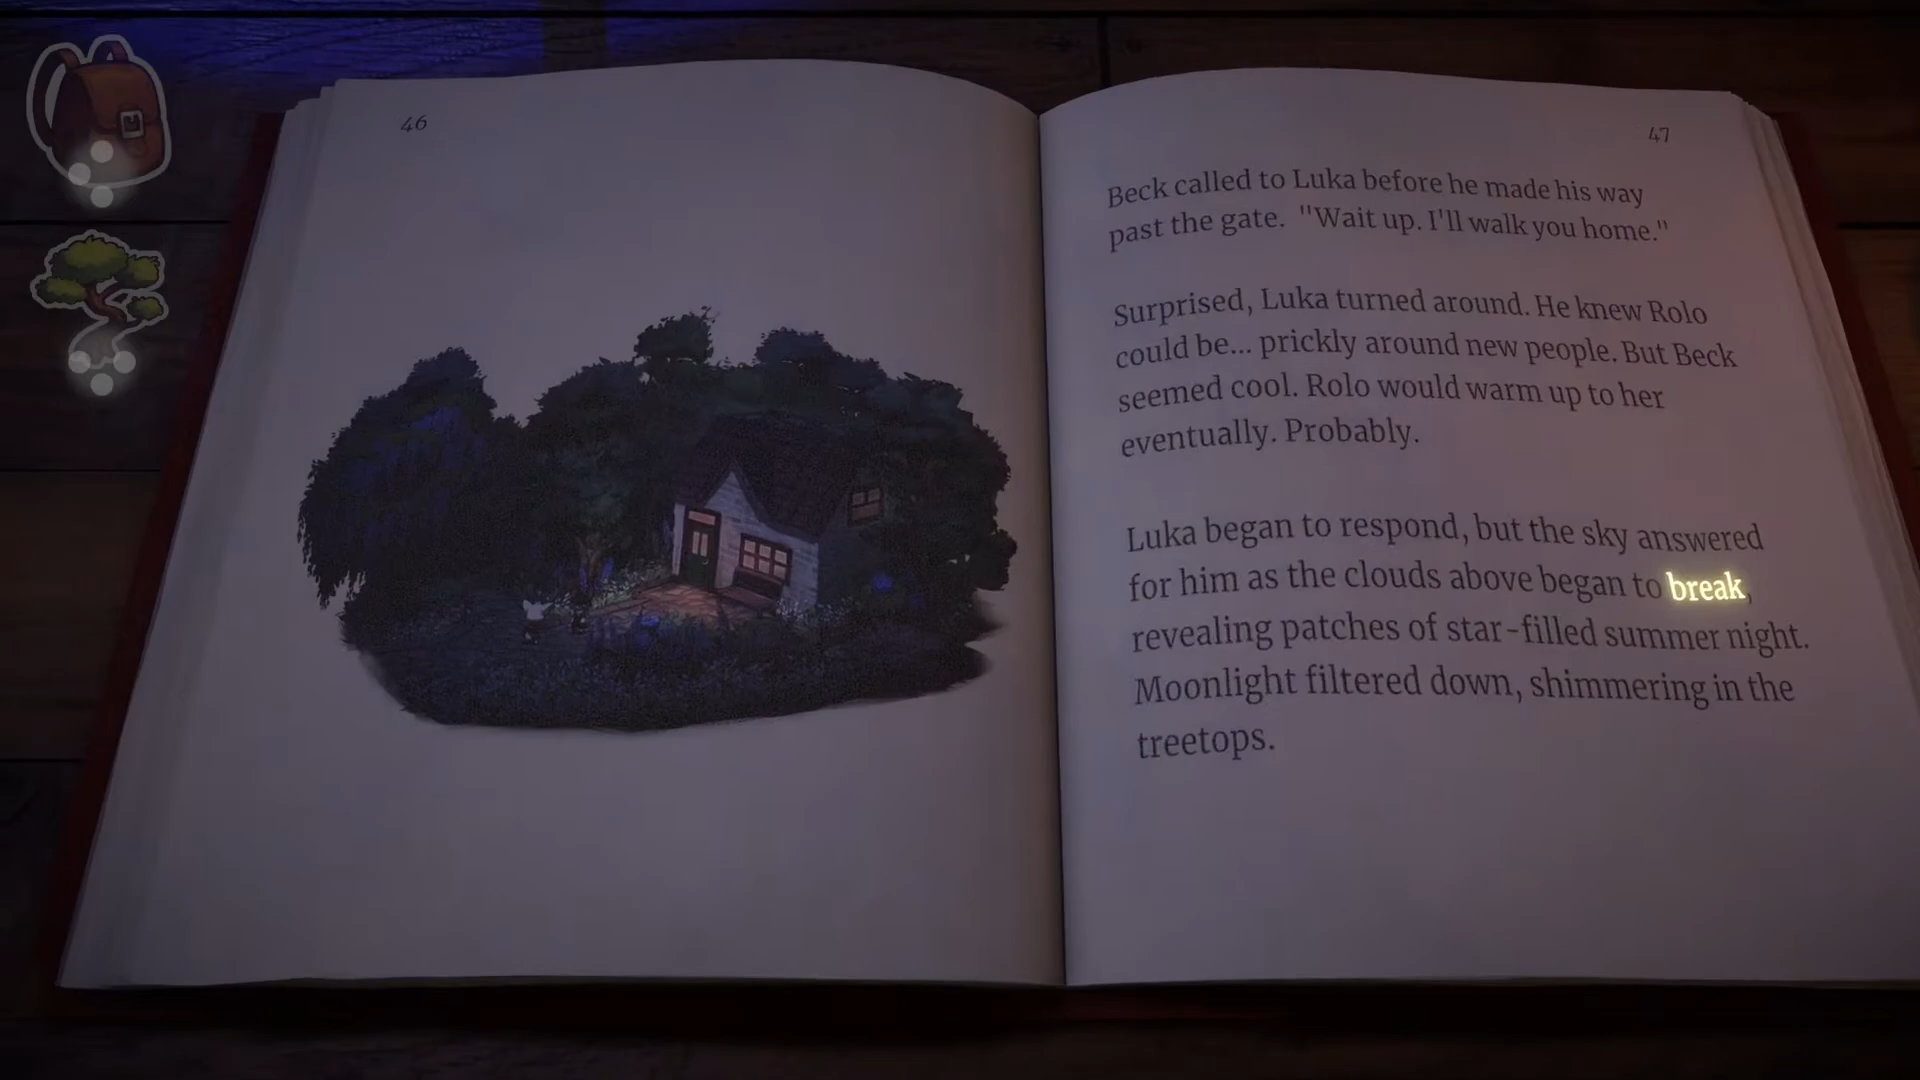 46
47
Beck called to Luka before he made his way
past the gate.  "Wait up. I'll walk you home."
Surprised, Luka turned around. He knew Rolo
could be... prickly around new people. But Beck
seemed cool. Rolo would warm up to her
eventually. Probably.
Luka began to respond, but the sky answered
for him as the clouds above began to break,
revealing patches of star-filled summer night.
Moonlight filtered down, shimmering in the
treetops.